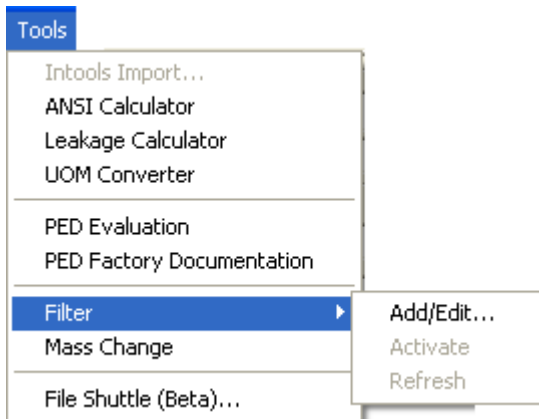 Tools
Intools Import...
ANSI Calculator
Leakage Calculator
UOM Converter
PED Evaluation
PED Factory Documentation
Filter
Add/Edit...
Activate
Refresh
Mass Change
File Shuttle (Beta)...